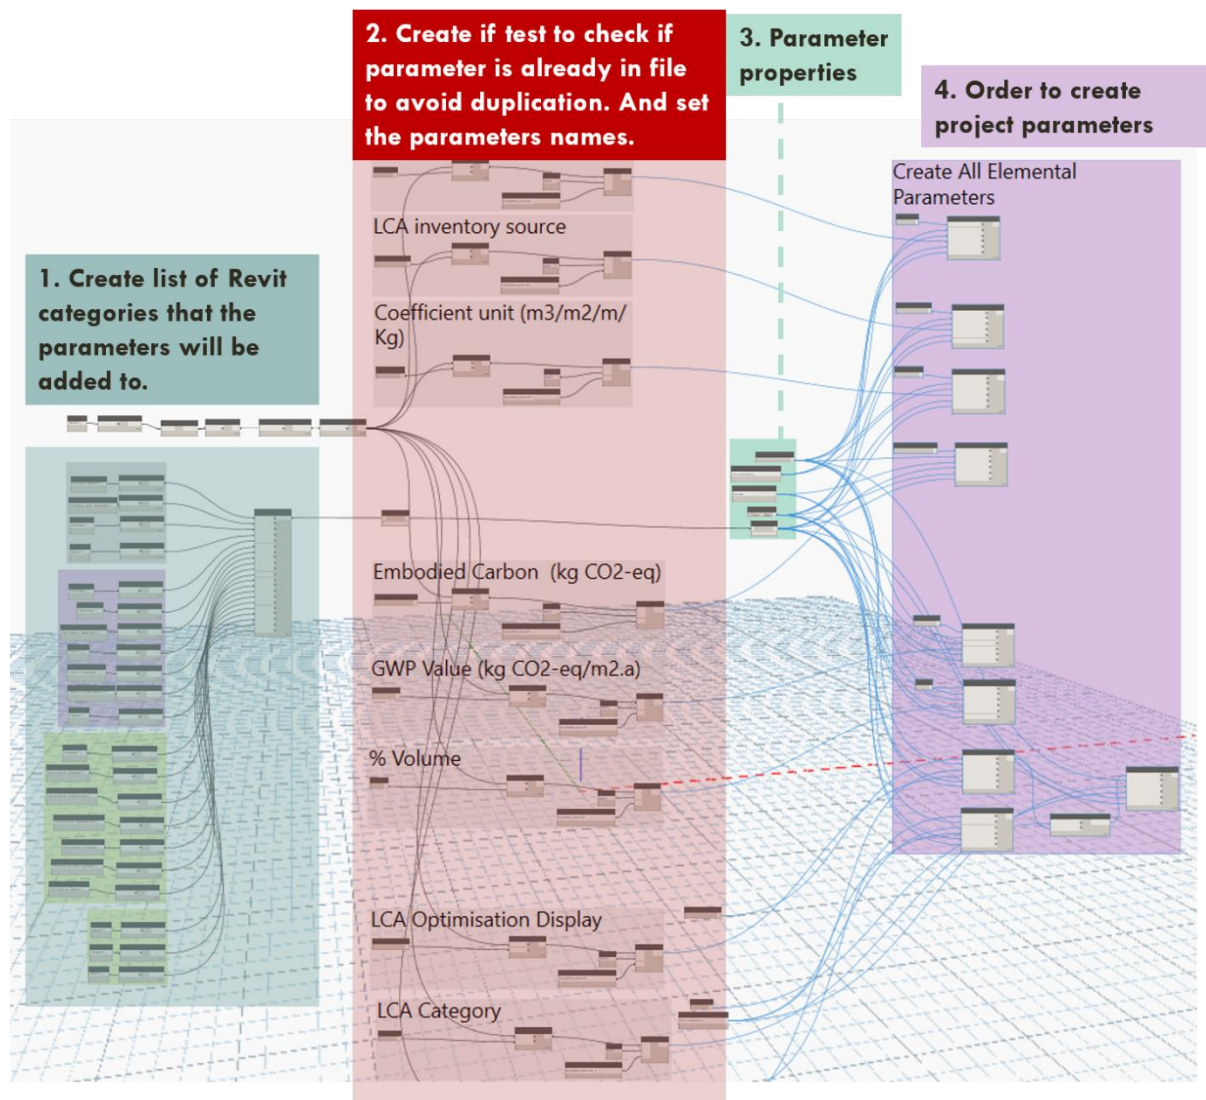 2. Create if test to check if
parameter is already in file
to avoid duplication. And set
the parameters names.
3. Parameter
properties
4. Order to create
project parameters
1. Create list of Revit
categories that the
parameters will be
added to.
Create All Elemental
Parameters
LCA inventory source
Coefficient unit (m3/m2/m/
Kg)
Embodied Carbon (kg CO2-eq)
GWP Value (kg CO2-eq/m2.a)
% Volume
LCA Optimisation Display
LCA Category